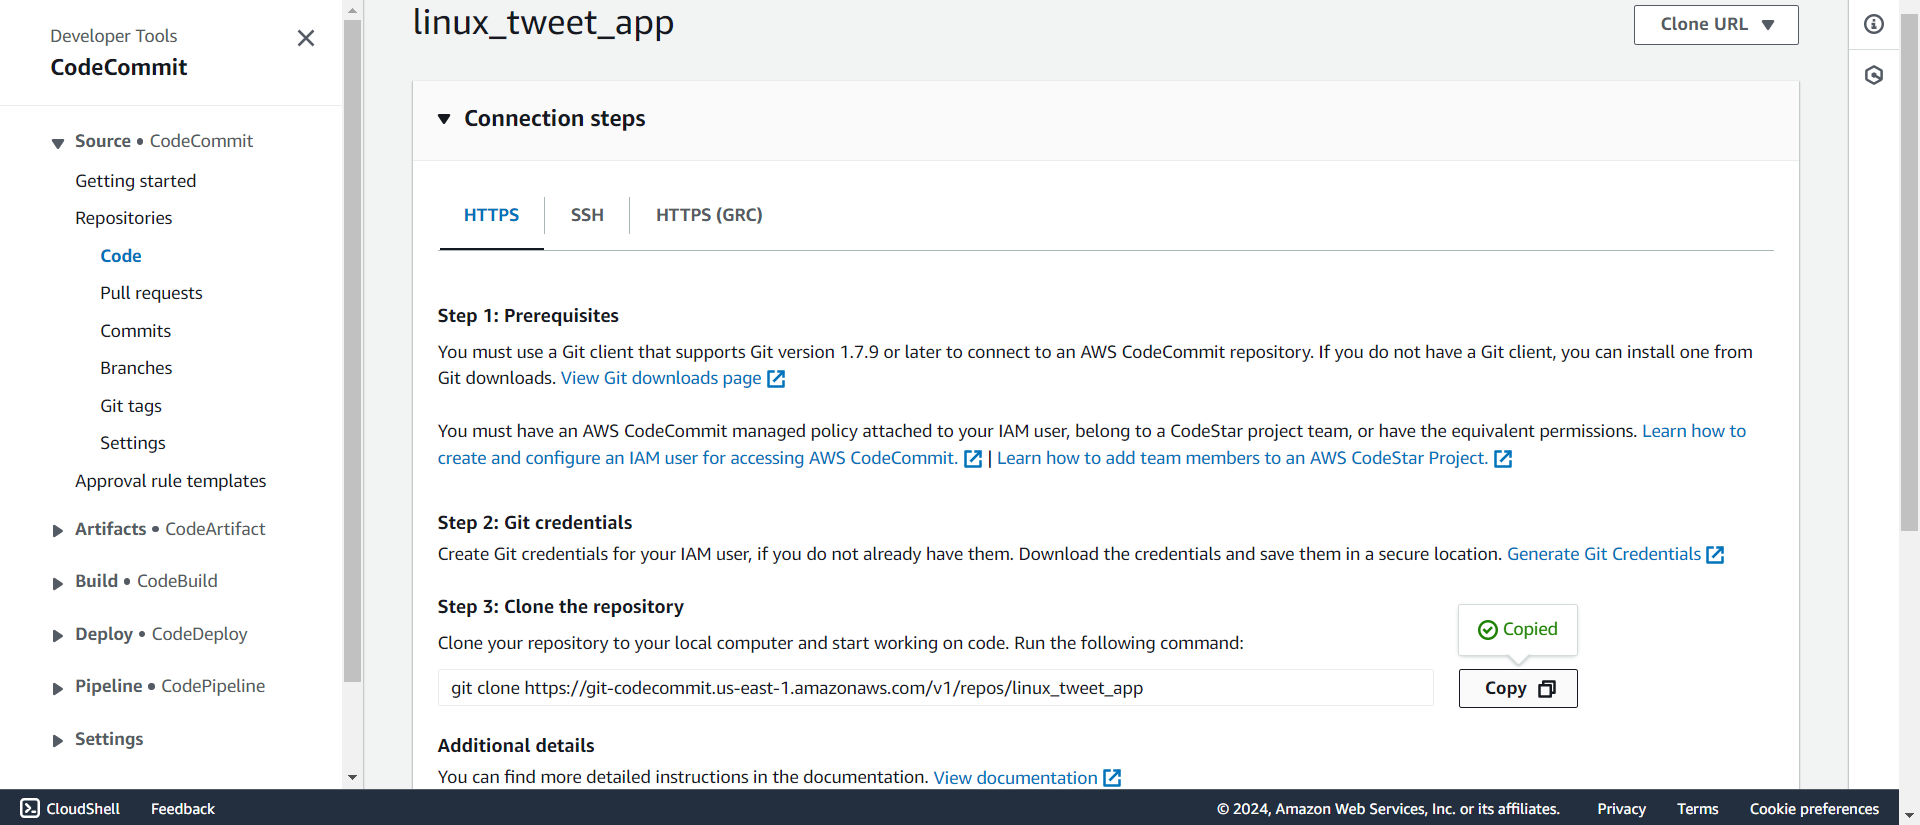 Developer Tools
CodeCommit
Source • CodeCommit
Getting started
Repositories
Code
Pull requests
Commits
Branches
Git tags
Settings
Approval rule templates
Artifacts • CodeArtifact
Build • CodeBuild
Deploy • CodeDeploy
Pipeline • CodePipeline
Settings
linux_tweet_app
Clone URL
Connection steps
HTTPS
SSH
HTTPS (GRC)
Step 1: Prerequisites
You must use a Git client that supports Git version 1.7.9 or later to connect to an AWS CodeCommit repository. If you do not have a Git client, you can install one from
Git downloads. View Git downloads page
You must have an AWS CodeCommit managed policy attached to your IAM user, belong to a CodeStar project team, or have the equivalent permissions. Learn how to
create and configure an IAM user for accessing AWS CodeCommit. | Learn how to add team members to an AWS CodeStar Project.
Step 2: Git credentials
Create Git credentials for your IAM user, if you do not already have them. Download the credentials and save them in a secure location. Generate Git Credentials
Step 3: Clone the repository
Clone your repository to your local computer and start working on code. Run the following command:
Copied
git clone https://git-codecommit.us-east-1.amazonaws.com/v1/repos/linux_tweet_app
Copy
Additional details
You can find more detailed instructions in the documentation. View documentation
CloudShell
Feedback
© 2024, Amazon Web Services, Inc. or its affiliates.
Privacy
Terms
Cookie preferences